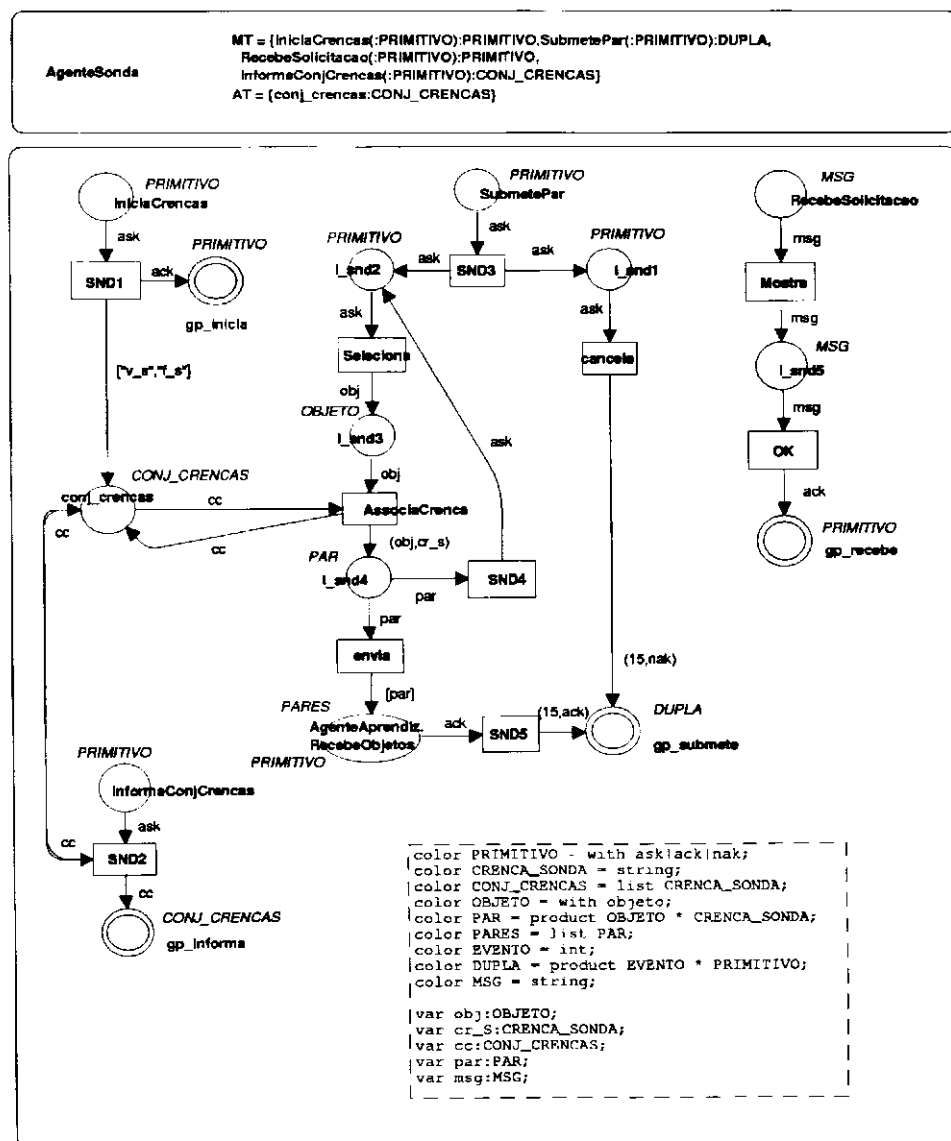 MT = {IniciaCrencas(:PRIMITIVO):PRIMITIVO,SubmetePar(:PRIMITIVO):DUPLA,
AgenteSonda
RecebeSolicitacao(:PRIMITIVO):PRIMITIVO,
InformaConjCrencas(:PRIMITIVO):CONJ_CRENCAS}
AT = {conj_crencas:CONJ_CRENCAS}
PRIMITIVO
IniciaCrencas
ask
SND1
ack
PRIMITIVO
gp_inicia
["v_s","f_s"]
CONJ_CRENCAS
conj_crencas
cc
cc
cc
cc
PRIMITIVO
InformaConjCrencas
ask
SND2
cc
CONJ_CRENCAS
gp_informa
PRIMITIVO
SubmetePar
ask
SND3
ask
ask
PRIMITIVO
l_snd2
PRIMITIVO
l_snd1
ask
Seleciona
obj
OBJETO
l_snd3
obj
AssociaCrenca
(obj,cr_s)
PAR
l_snd4
par
SND4
ask
par
envia
[par]
PARES
AgenteAprendiz.
RecebeObjetos
PRIMITIVO
ack
SND5
(15,ack)
ask
cancela
(15,nak)
DUPLA
gp_submete
MSG
RecebeSolicitacao
msg
Mostra
msg
MSG
l_snd5
msg
OK
ack
PRIMITIVO
gp_recebe
color PRIMITIVO = with ask|ack|nak;
color CRENCA_SONDA = string;
color CONJ_CRENCAS = list CRENCA_SONDA;
color OBJETO = with objeto;
color PAR = product OBJETO * CRENCA_SONDA;
color PARES = list PAR;
color EVENTO = int;
color DUPLA = product EVENTO * PRIMITIVO;
color MSG = string;
var obj:OBJETO;
var cr_S:CRENCA_SONDA;
var cc:CONJ_CRENCAS;
var par:PAR;
var msg:MSG;